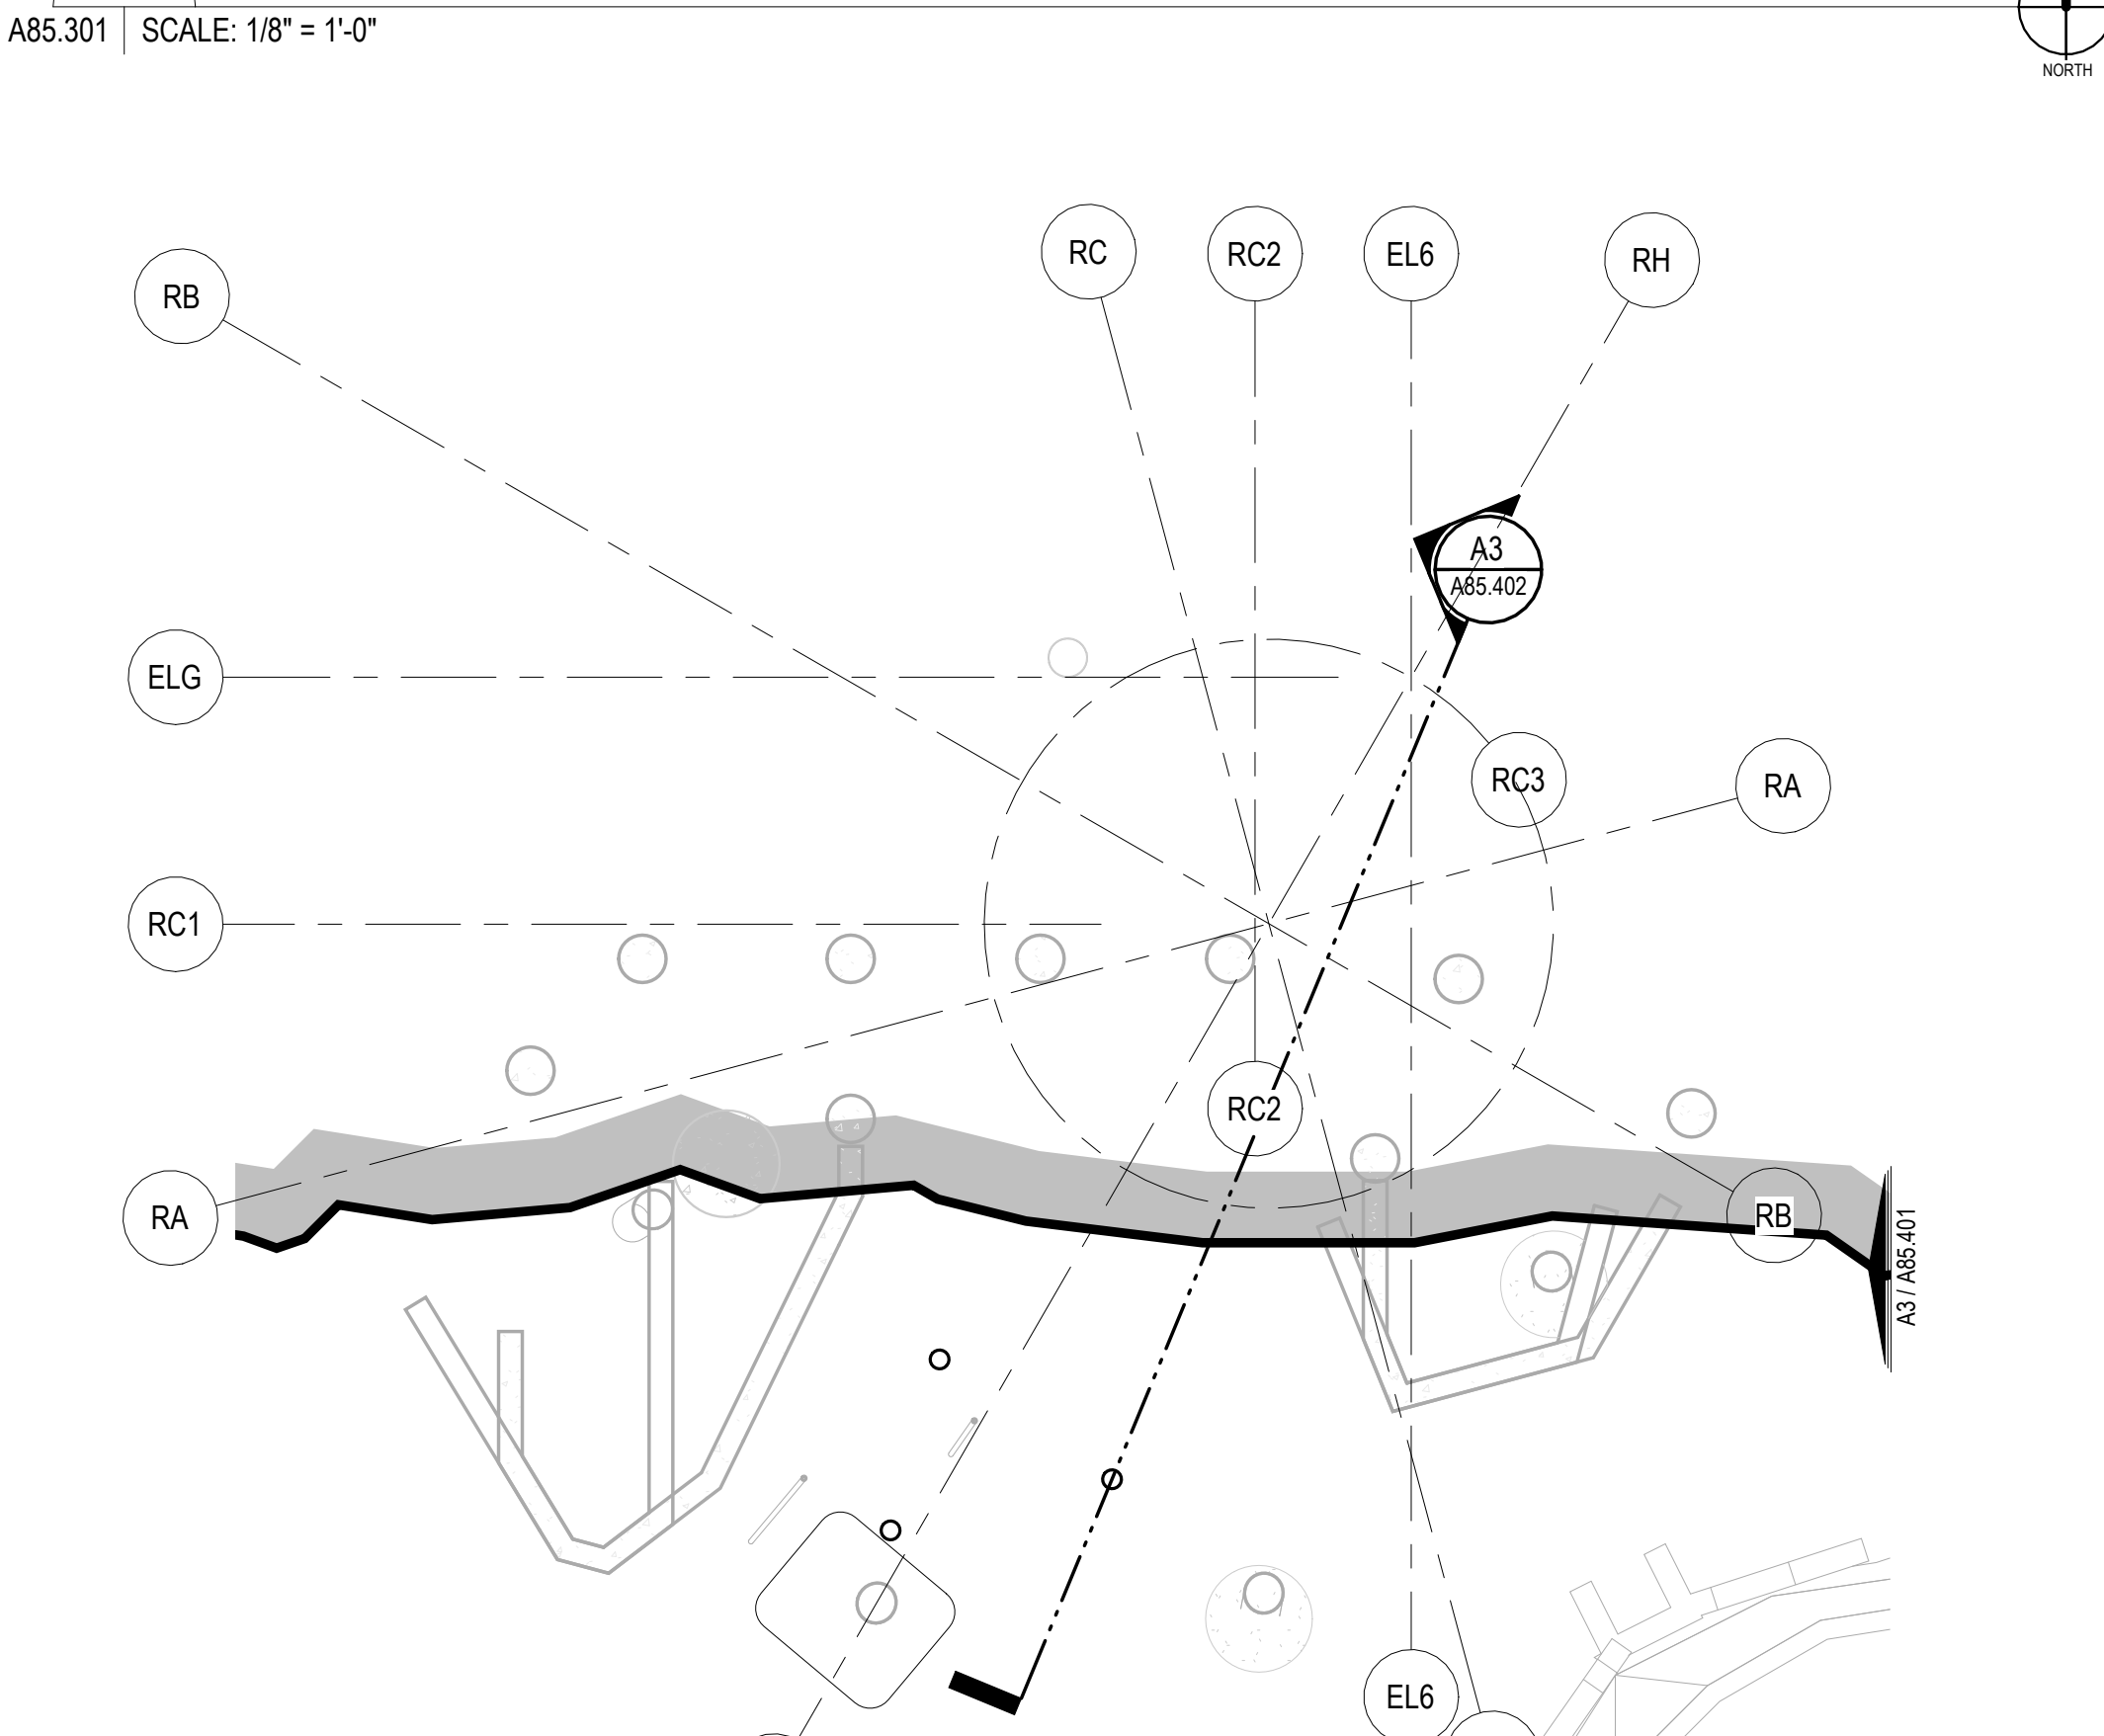 A85.301 SCALE: 1/8" = 1'-0"
NORTH
RC
RC2
EL6
RH
RB
A3
A85.402
ELG
RC3
RA
RC1
RC2
RA
RB
A3 / A85.401
EL6